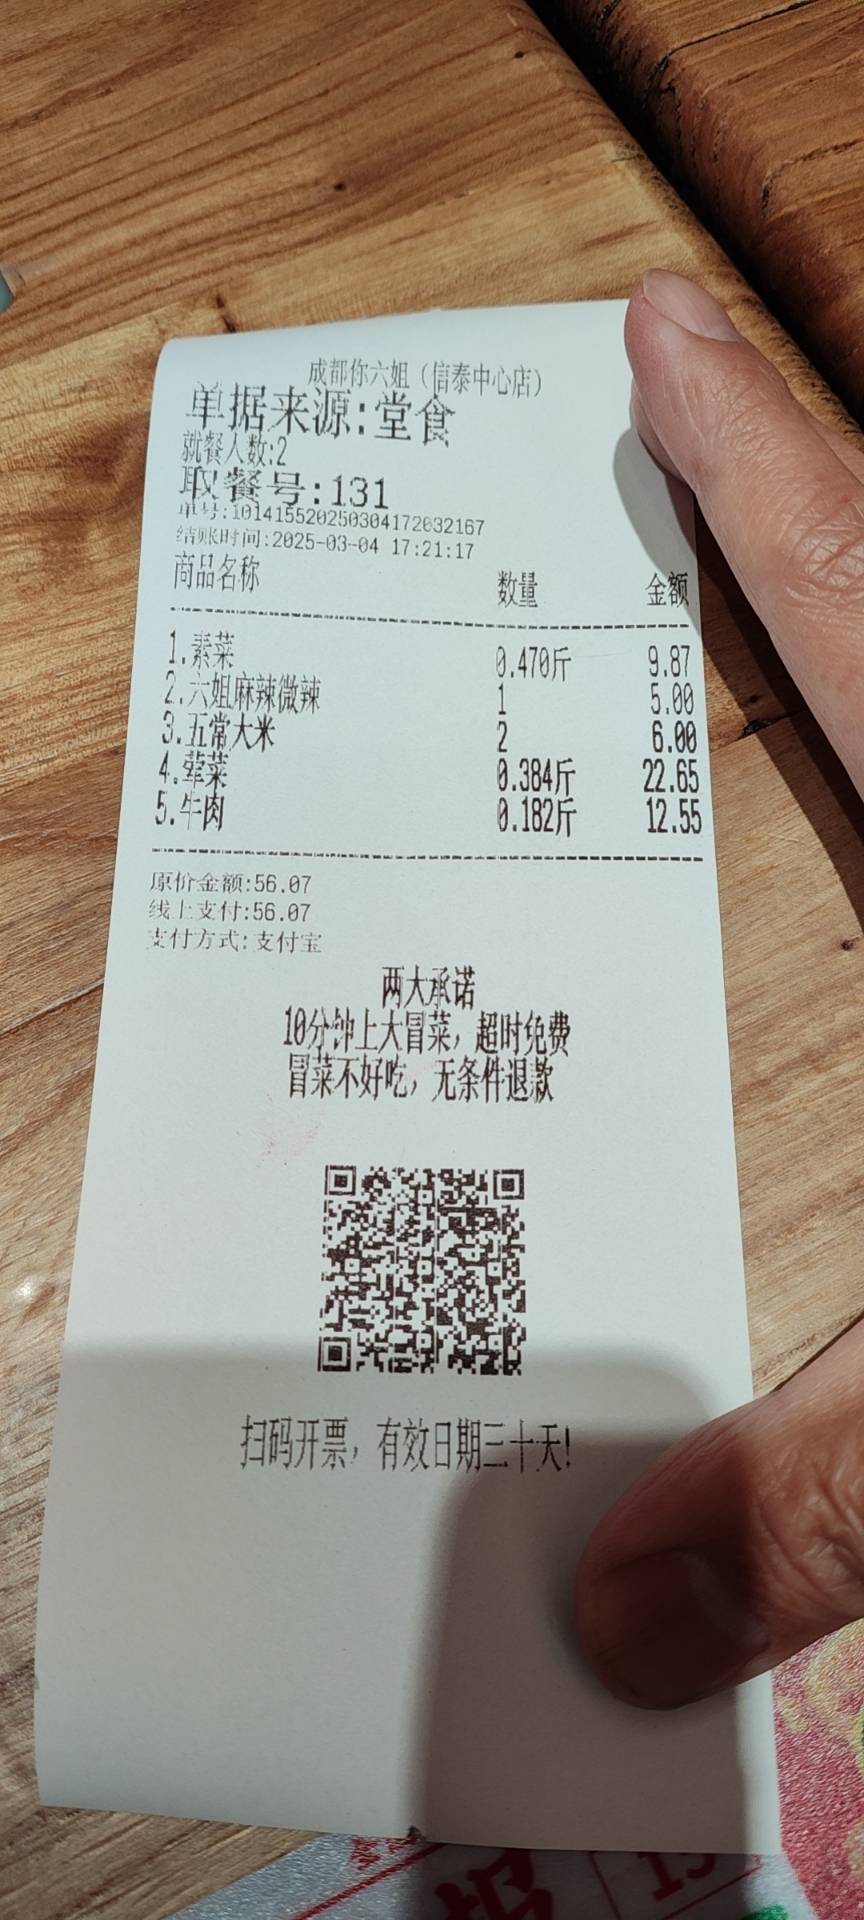 成都你六姐（信泰中心店）
单据来源:堂食
就餐人数:2
取餐号:131
单号:101415520250304172632167
结账时间:2025-03-04 17:21:17
商品名称 数量 金额
1.素菜 0.470斤 9.87
2.六姐麻辣微辣 1 5.00
3.五常大米 2 6.00
4.荤菜 0.384斤 22.65
5.牛肉 0.182斤 12.55
原价金额:56.07
线上支付:56.07
支付方式:支付宝
两大承诺
10分钟上大冒菜，超时免费
冒菜不好吃，无条件退款
扫码开票，有效日期三十天!